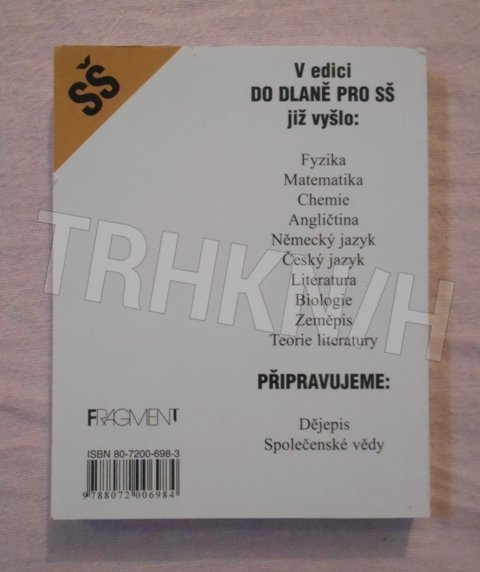 SŠ
V edici
DO DLANĚ PRO SŠ
již vyšlo:
Fyzika
Matematika
Chemie
Angličtina
Německý jazyk
Český jazyk
Literatura
Biologie
Zeměpis
Teorie literatury
PŘIPRAVUJEME:
Dějepis
Společenské vědy
FRAGMENT
ISBN 80-7200-698-3
9788072006984
TRHKNIH